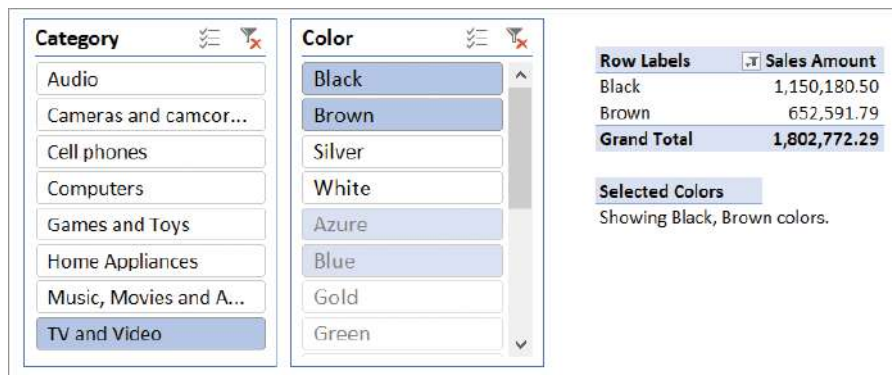 Category
Audio
Cameras and camcor...
Cell phones
Computers
Games and Toys
Home Appliances
Music, Movies and A...
TV and Video
Color
Black
Brown
Silver
White
Azure
Blue
Gold
Green
Row Labels Sales Amount
Black 1,150,180.50
Brown 652,591.79
Grand Total 1,802,772.29
Selected Colors
Showing Black, Brown colors.